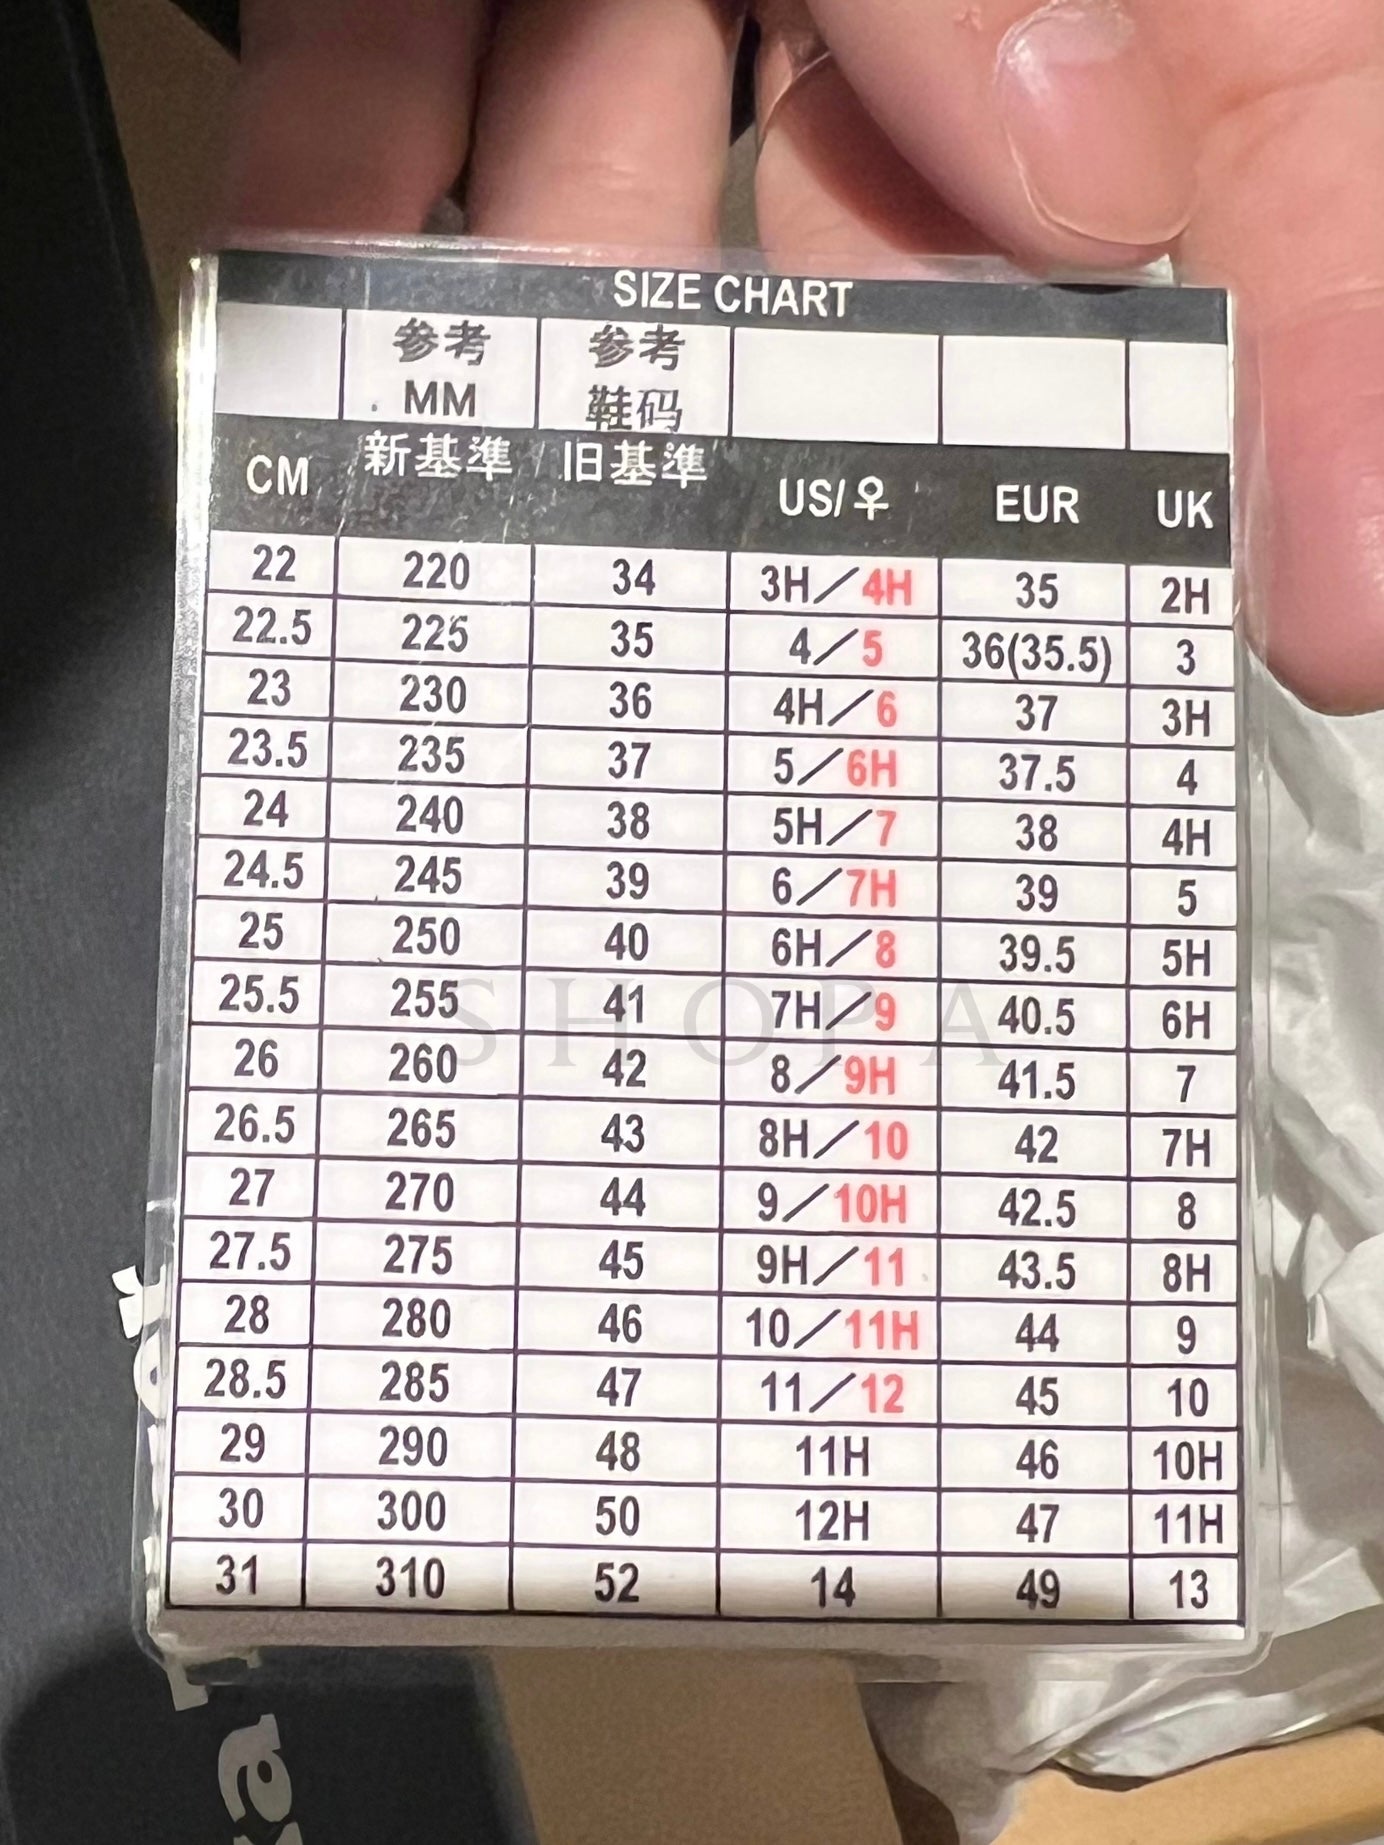 SIZE CHART
参考 参考
MM 鞋码
CM 新基準 旧基準 US/♀ EUR UK
22 220 34 3H/4H 35 2H
22.5 225 35 4/5 36(35.5) 3
23 230 36 4H/6 37 3H
23.5 235 37 5/6H 37.5 4
24 240 38 5H/7 38 4H
24.5 245 39 6/7H 39 5
25 250 40 6H/8 39.5 5H
25.5 255 41 7H/9 40.5 6H
26 260 42 8/9H 41.5 7
26.5 265 43 8H/10 42 7H
27 270 44 9/10H 42.5 8
27.5 275 45 9H/11 43.5 8H
28 280 46 10/11H 44 9
28.5 285 47 11/12 45 10
29 290 48 11H 46 10H
30 300 50 12H 47 11H
31 310 52 14 49 13
SHOPA